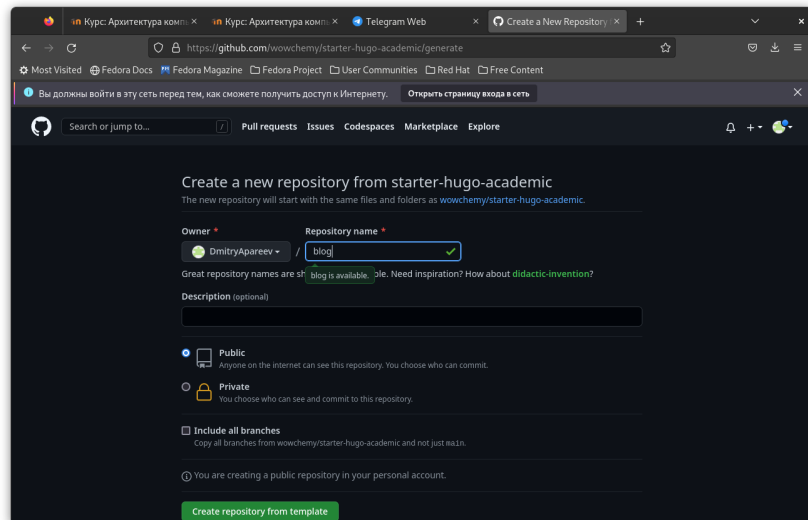 Курс: Архитектура комп
Курс: Архитектура комп
Telegram Web
Create a New Repository
https://github.com/wowchemy/starter-hugo-academic/generate
Most Visited Fedora Docs Fedora Magazine Fedora Project User Communities Red Hat Free Content
Вы должны войти в эту сеть перед тем, как сможете получить доступ к Интернету. Открыть страницу входа в сеть
Search or jump to... / Pull requests Issues Codespaces Marketplace Explore
Create a new repository from starter-hugo-academic
The new repository will start with the same files and folders as wowchemy/starter-hugo-academic.
Owner * Repository name *
DmitryApareev / blog
Great repository names are sh ble. Need inspiration? How about didactic-invention?
blog is available.
Description (optional)
Public
Anyone on the internet can see this repository. You choose who can commit.
Private
You choose who can see and commit to this repository.
Include all branches
Copy all branches from wowchemy/starter-hugo-academic and not just main.
You are creating a public repository in your personal account.
Create repository from template